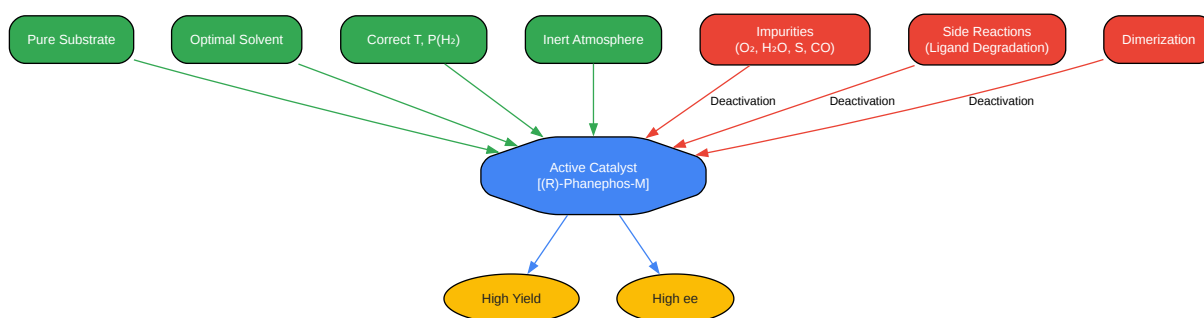 Pure Substrate
Optimal Solvent
Correct T, P(H₂)
Inert Atmosphere
Impurities
(O₂, H₂O, S, CO)
Side Reactions
(Ligand Degradation)
Dimerization
Deactivation
Deactivation
Deactivation
Active Catalyst
[(R)-Phanephos-M]
High Yield
High ee